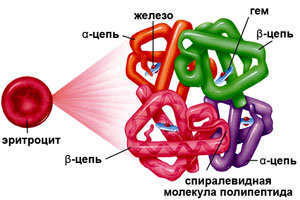 железо
гем
α-цепь
β-цепь
эритроцит
β-цепь
α-цепь
спиралевидная
молекула полипептида